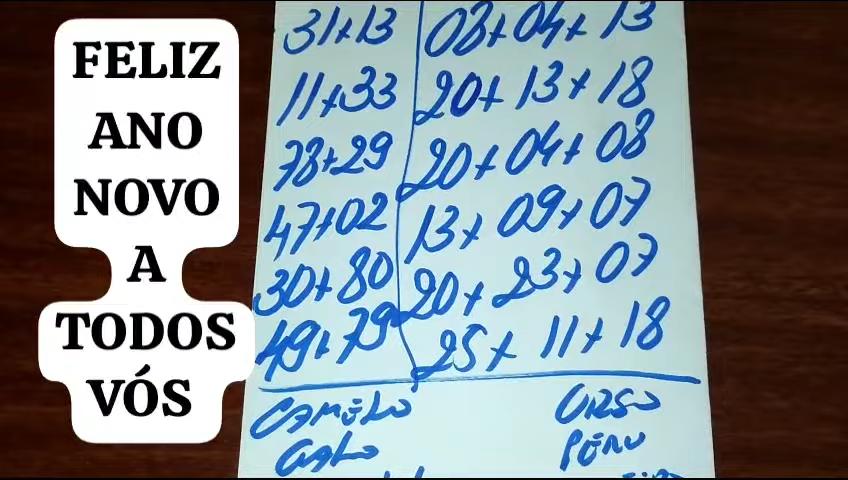 FELIZ
ANO
NOVO
A
TODOS
VÓS
31+13 08+04+13
11+33 20+13+18
78+29 20+04+08
47+02 13+09+07
30+80 20+23+07
49+79 25+11+18
CAMELO URSO
GALO PERU